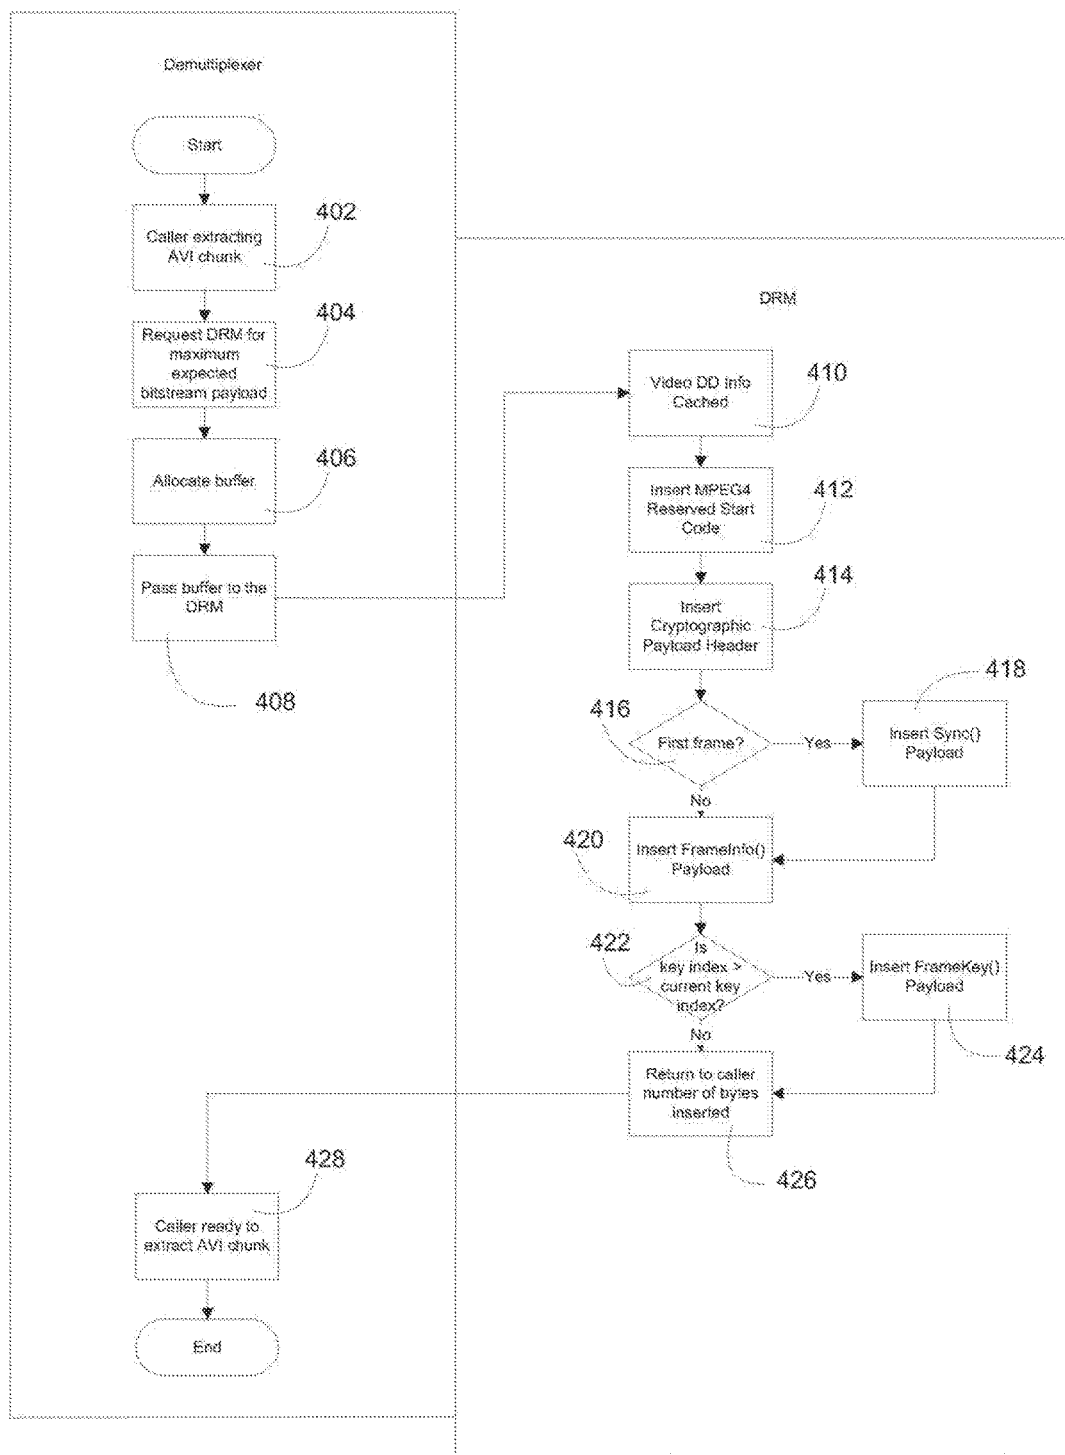 Demultiplexer
Start
402
Caller extracting
AVI chunk
404
Request DRM for
maximum
expected
bitstream payload
406
Allocate buffer
Pass buffer to the
DRM
408
DRM
Video DD Info
Cached
410
Insert MPEG4
Reserved Start
Code
412
414
Insert
Cryptographic
Payload Header
416
First frame?
Yes
418
Insert Sync()
Payload
No
420
Insert FrameInfo()
Payload
422
Is
key index >
current key
index?
Yes
Insert FrameKey()
Payload
424
No
Return to caller
number of bytes
inserted
426
428
Caller ready to
extract AVI chunk
End